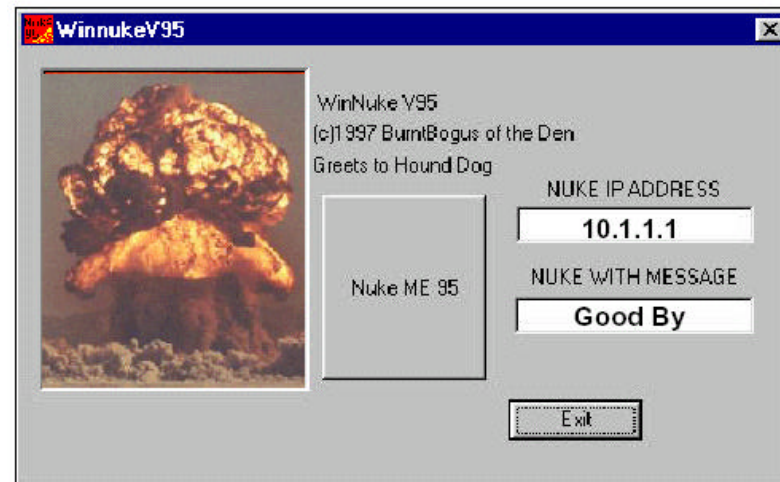 WinnukeV95
WinNuke V95
(c)1997 BurntBogus of the Den
Greets to Hound Dog
Nuke ME 95
NUKE IP ADDRESS
10.1.1.1
NUKE WITH MESSAGE
Good By
Exit